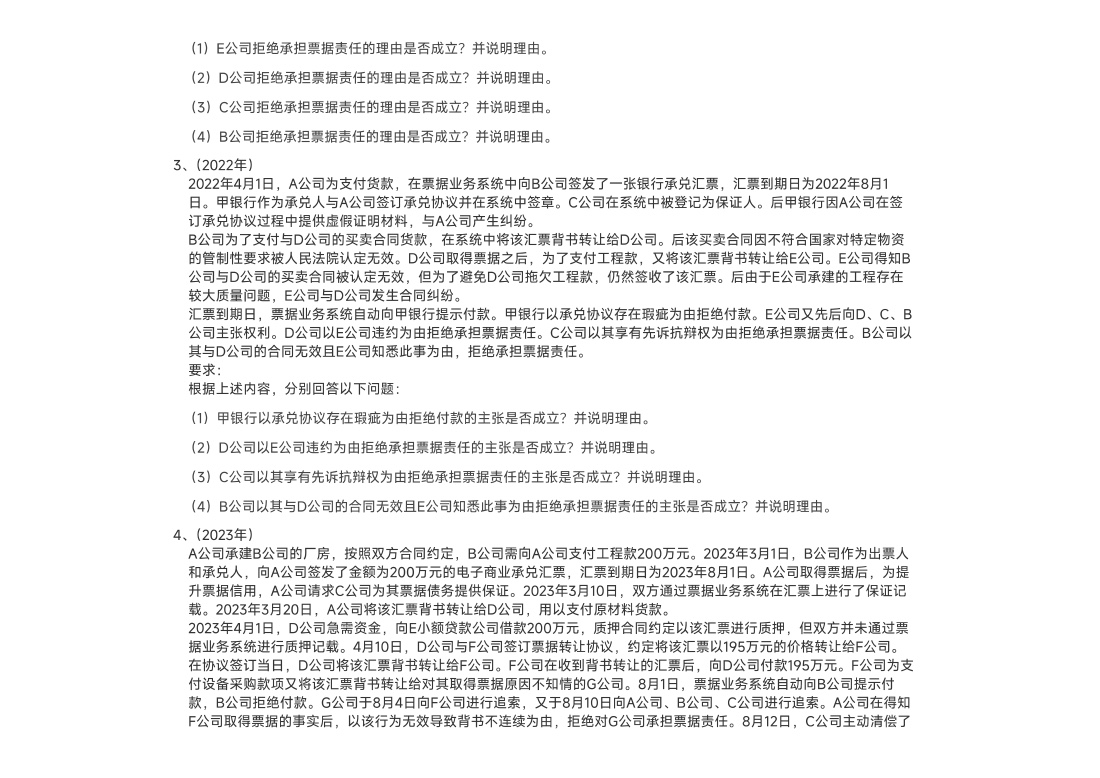 （1）E公司拒绝承担票据责任的理由是否成立？并说明理由。
（2）D公司拒绝承担票据责任的理由是否成立？并说明理由。
（3）C公司拒绝承担票据责任的理由是否成立？并说明理由。
（4）B公司拒绝承担票据责任的理由是否成立？并说明理由。
3、（2022年）
2022年4月1日，A公司为支付货款，在票据业务系统中向B公司签发了一张银行承兑汇票，汇票到期日为2022年8月1
日。甲银行作为承兑人与A公司签订承兑协议并在系统中签章。C公司在系统中被登记为保证人。后甲银行因A公司在签
订承兑协议过程中提供虚假证明材料，与A公司产生纠纷。
B公司为了支付与D公司的买卖合同货款，在系统中将该汇票背书转让给D公司。后该买卖合同因不符合国家对特定物资
的管制性要求被人民法院认定无效。D公司取得票据之后，为了支付工程款，又将该汇票背书转让给E公司。E公司得知B
公司与D公司的买卖合同被认定无效，但为了避免D公司拖欠工程款，仍然签收了该汇票。后由于E公司承建的工程存在
较大质量问题，E公司与D公司发生合同纠纷。
汇票到期日，票据业务系统自动向甲银行提示付款。甲银行以承兑协议存在瑕疵为由拒绝付款。E公司又先后向D、C、B
公司主张权利。D公司以E公司违约为由拒绝承担票据责任。C公司以其享有先诉抗辩权为由拒绝承担票据责任。B公司以
其与D公司的合同无效且E公司知悉此事为由，拒绝承担票据责任。
要求：
根据上述内容，分别回答以下问题：
（1）甲银行以承兑协议存在瑕疵为由拒绝付款的主张是否成立？并说明理由。
（2）D公司以E公司违约为由拒绝承担票据责任的主张是否成立？并说明理由。
（3）C公司以其享有先诉抗辩权为由拒绝承担票据责任的主张是否成立？并说明理由。
（4）B公司以其与D公司的合同无效且E公司知悉此事为由拒绝承担票据责任的主张是否成立？并说明理由。
4、（2023年）
A公司承建B公司的厂房，按照双方合同约定，B公司需向A公司支付工程款200万元。2023年3月1日，B公司作为出票人
和承兑人，向A公司签发了金额为200万元的电子商业承兑汇票，汇票到期日为2023年8月1日。A公司取得票据后，为提
升票据信用，A公司请求C公司为其票据债务提供保证。2023年3月10日，双方通过票据业务系统在汇票上进行了保证记
载。2023年3月20日，A公司将该汇票背书转让给D公司，用以支付原材料货款。
2023年4月1日，D公司急需资金，向E小额贷款公司借款200万元，质押合同约定以该汇票进行质押，但双方并未通过票
据业务系统进行质押记载。4月10日，D公司与F公司签订票据转让协议，约定将该汇票以195万元的价格转让给F公司。
在协议签订当日，D公司将该汇票背书转让给F公司。F公司在收到背书转让的汇票后，向D公司付款195万元。F公司为支
付设备采购款项又将该汇票背书转让给对其取得票据原因不知情的G公司。8月1日，票据业务系统自动向B公司提示付
款，B公司拒绝付款。G公司于8月4日向F公司进行追索，又于8月10日向A公司、B公司、C公司进行追索。A公司在得知
F公司取得票据的事实后，以该行为无效导致背书不连续为由，拒绝对G公司承担票据责任。8月12日，C公司主动清偿了